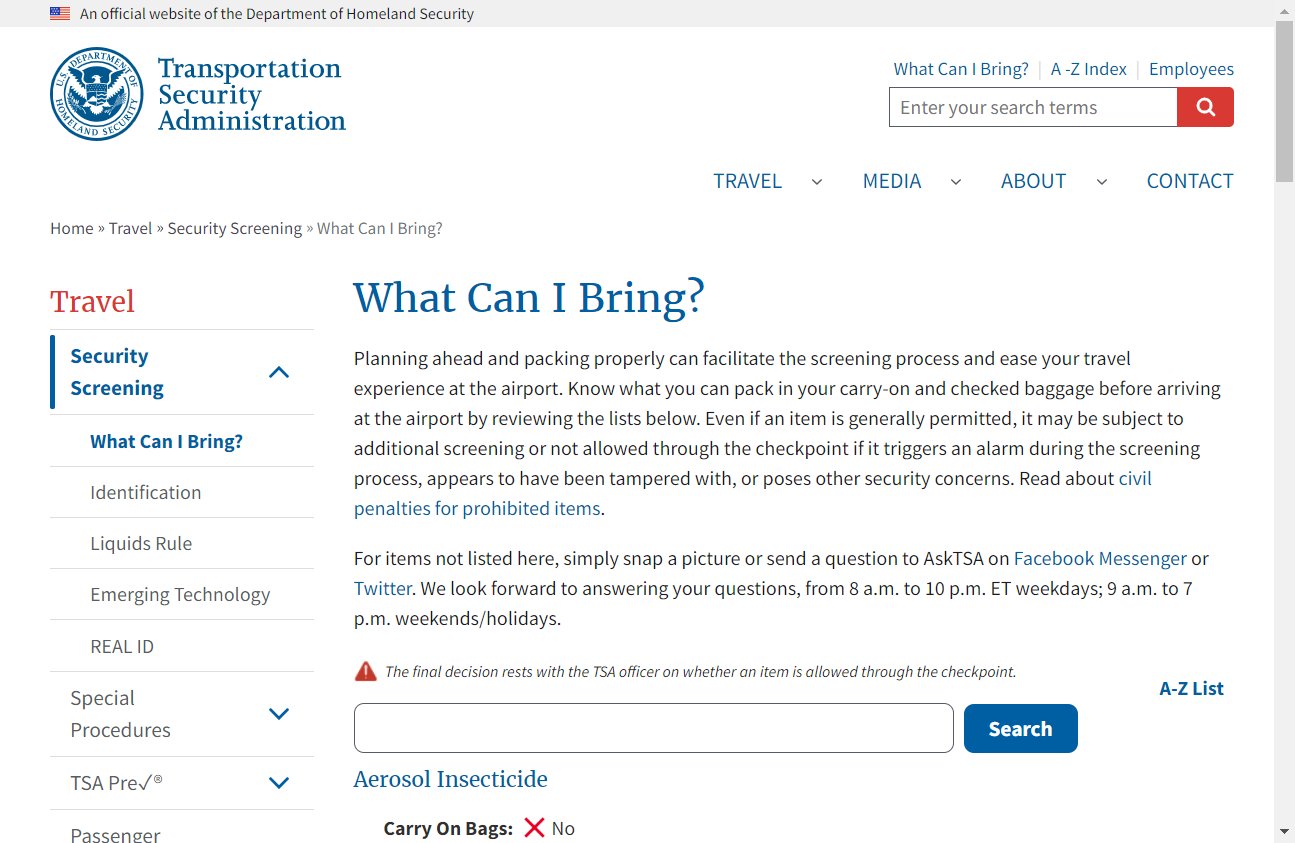 An official website of the Department of Homeland Security
U.S. DEPARTMENT OF HOMELAND SECURITY
Transportation
Security
Administration
What Can I Bring?
A -Z Index
Employees
Enter your search terms
TRAVEL
MEDIA
ABOUT
CONTACT
Home » Travel » Security Screening » What Can I Bring?
Travel
Security
Screening
What Can I Bring?
Identification
Liquids Rule
Emerging Technology
REAL ID
Special
Procedures
TSA Pre✓®
Passenger
What Can I Bring?
Planning ahead and packing properly can facilitate the screening process and ease your travel
experience at the airport. Know what you can pack in your carry-on and checked baggage before arriving
at the airport by reviewing the lists below. Even if an item is generally permitted, it may be subject to
additional screening or not allowed through the checkpoint if it triggers an alarm during the screening
process, appears to have been tampered with, or poses other security concerns. Read about civil
penalties for prohibited items.
For items not listed here, simply snap a picture or send a question to AskTSA on Facebook Messenger or
Twitter. We look forward to answering your questions, from 8 a.m. to 10 p.m. ET weekdays; 9 a.m. to 7
p.m. weekends/holidays.
The final decision rests with the TSA officer on whether an item is allowed through the checkpoint.
A-Z List
Search
Aerosol Insecticide
Carry On Bags: No